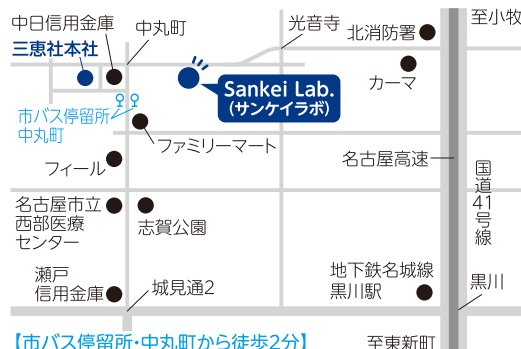 中日信用金庫
中丸町
光音寺
北消防署
至小牧
三恵社本社
カーマ
Sankei Lab.
(サンケイラボ)
市バス停留所
中丸町
ファミリーマート
フィール
名古屋高速
国道41号線
名古屋市立
西部医療
センター
志賀公園
瀬戸
信用金庫
城見通2
地下鉄名城線
黒川駅
黒川
【市バス停留所・中丸町から徒歩2分】
至東新町